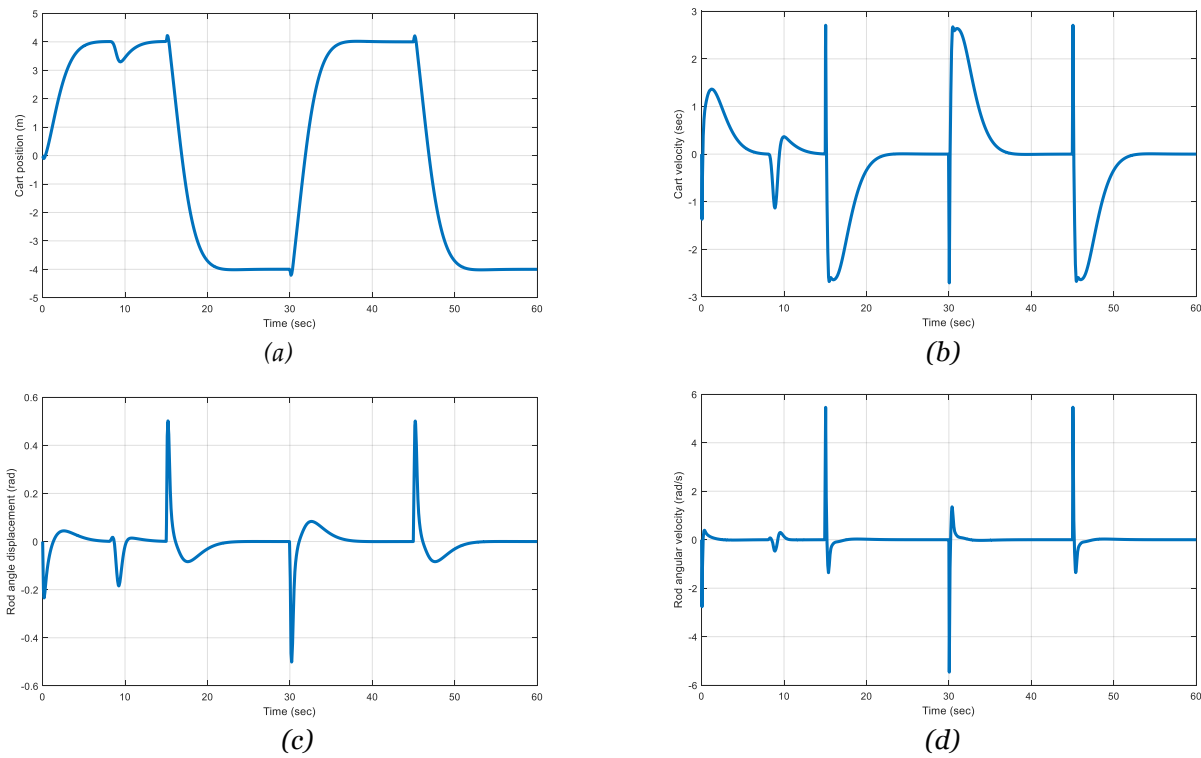 5
4
3
2
1
0
-1
-2
-3
-4
-5
Cart position (m)
0 10 20 30 40 50 60
Time (sec)
(a)
3
2
1
0
-1
-2
-3
Cart velocity (sec)
0 10 20 30 40 50 60
Time (sec)
(b)
0.6
0.4
0.2
0
-0.2
-0.4
-0.6
Rod angle displacement (rad)
0 10 20 30 40 50 60
Time (sec)
(c)
6
4
2
0
-2
-4
-6
Rod angular velocity (rad/s)
0 10 20 30 40 50 60
Time (sec)
(d)